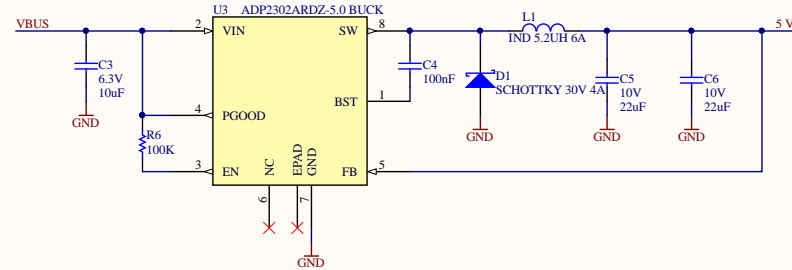 U3 ADP2302ARDZ-5.0 BUCK
VBUS
2
VIN
SW
8
L1
IND 5.2UH 6A
5 V
C3
6.3V
10uF
GND
C4
100nF
D1
SCHOTTKY 30V 4A
GND
C5
10V
22uF
GND
C6
10V
22uF
GND
BST
1
4
PGOOD
R6
100K
3
EN
NC
EPAD
GND
FB
5
6
7
GND